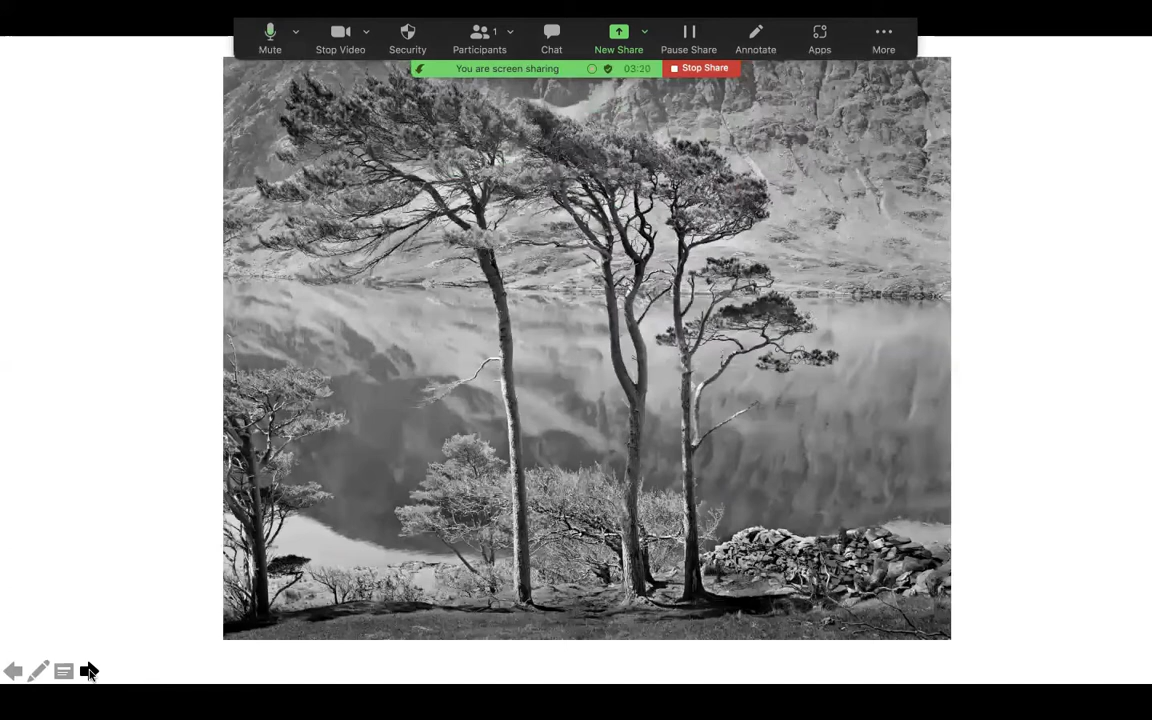 Mute
Stop Video
Security
Participants 1
Chat
New Share
Pause Share
Annotate
Apps
More
You are screen sharing 03:20 Stop Share